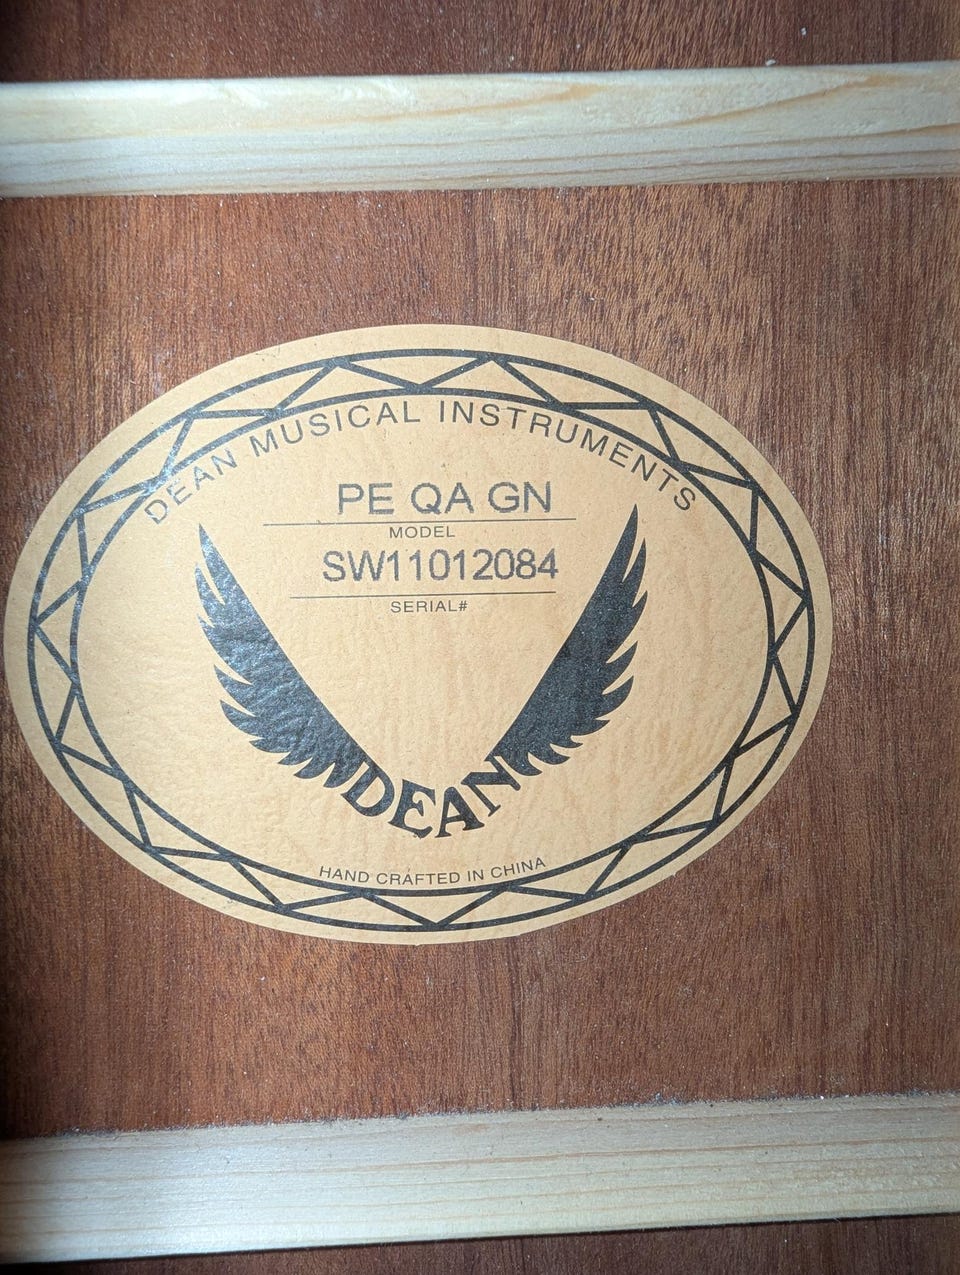 DEAN MUSICAL INSTRUMENTS
PE QA GN
MODEL
SW11012084
SERIAL#
DEAN
HAND CRAFTED IN CHINA